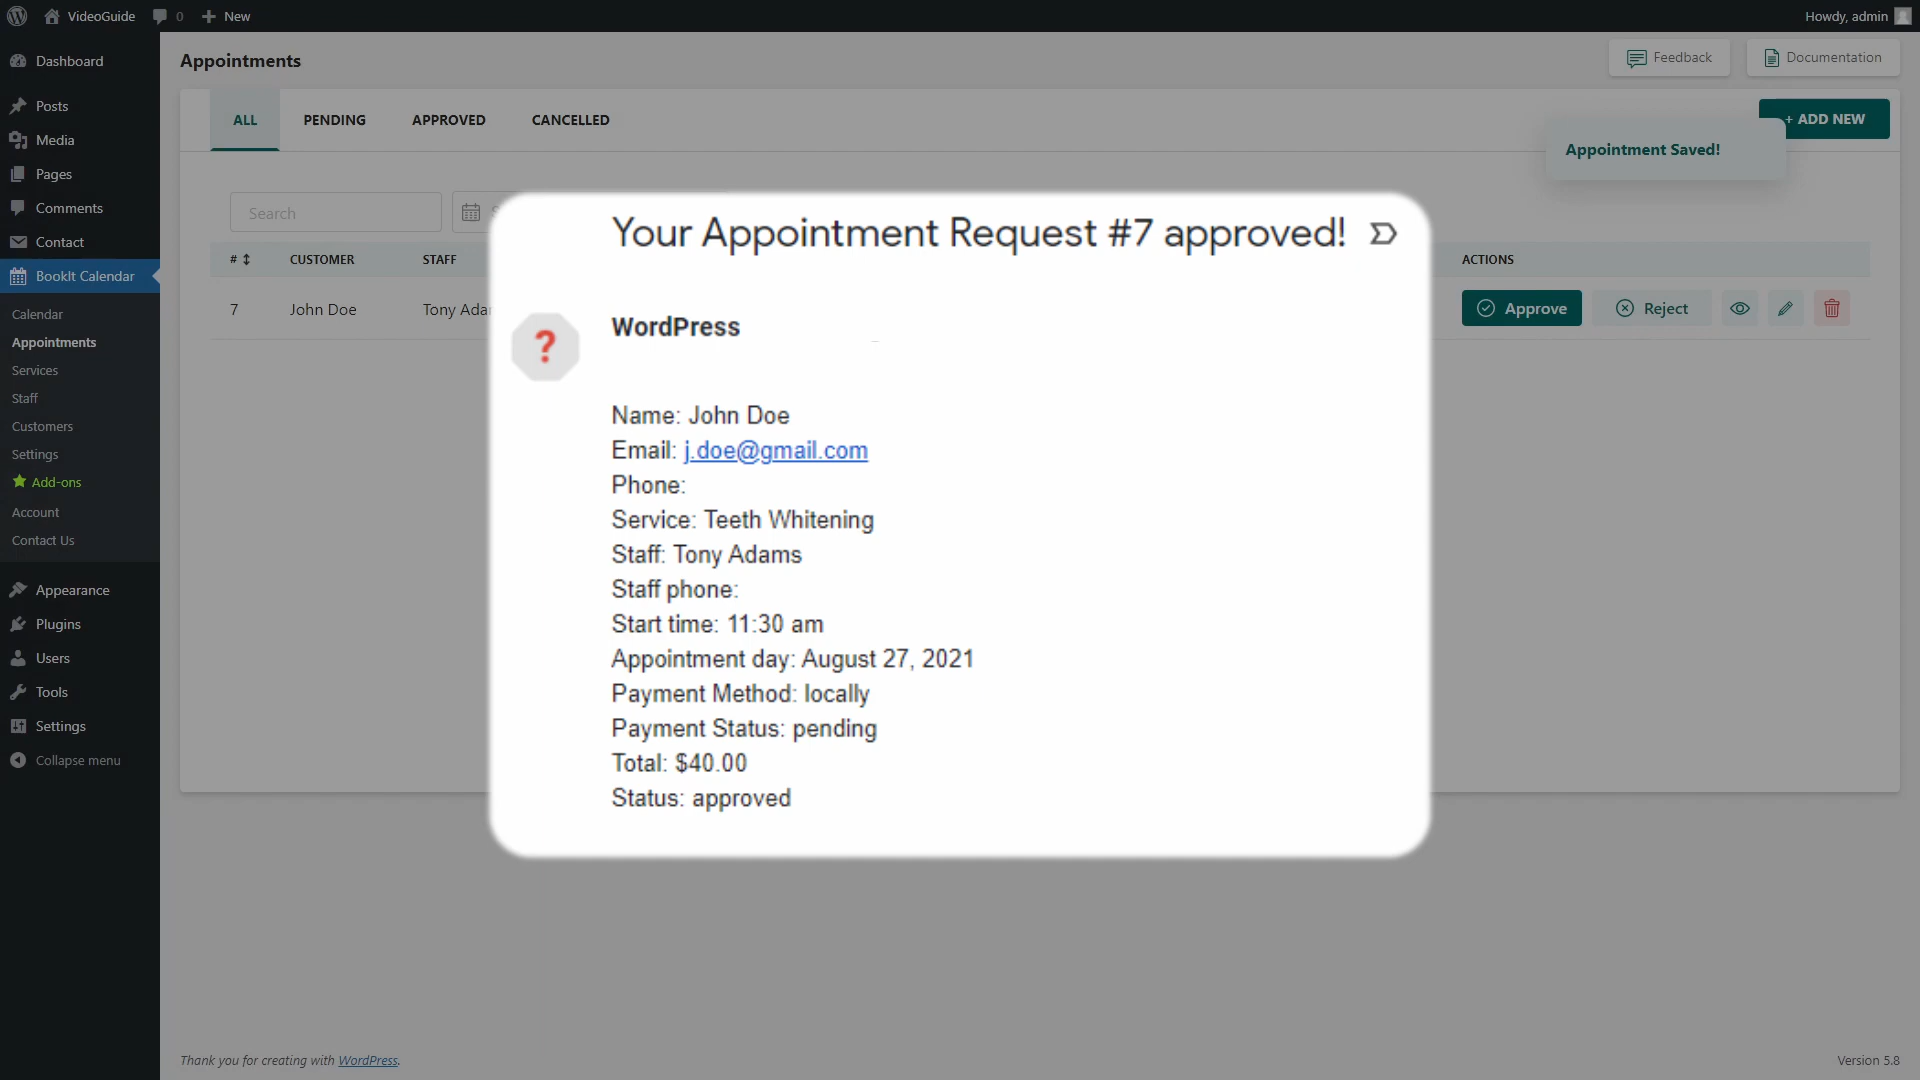 VideoGuide 0 New Howdy, admin
Dashboard
Posts
Media
Pages
Comments
Contact
BookIt Calendar
Calendar
Appointments
Services
Staff
Customers
Settings
Add-ons
Account
Contact Us
Appearance
Plugins
Users
Tools
Settings
Collapse menu
Appointments
Feedback
Documentation
ALL PENDING APPROVED CANCELLED
+ ADD NEW
Appointment Saved!
Search
# CUSTOMER STAFF ACTIONS
7 John Doe Tony Ada Approve Reject
Your Appointment Request #7 approved!
?
WordPress
Name: John Doe
Email: j.doe@gmail.com
Phone:
Service: Teeth Whitening
Staff: Tony Adams
Staff phone:
Start time: 11:30 am
Appointment day: August 27, 2021
Payment Method: locally
Payment Status: pending
Total: $40.00
Status: approved
Thank you for creating with WordPress.
Version 5.8